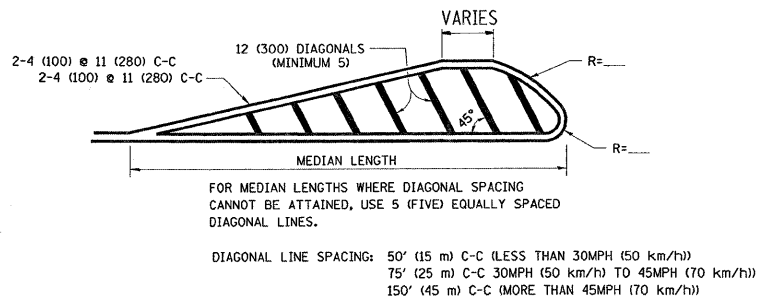 VARIES
12 (300) DIAGONALS
(MINIMUM 5)
2-4 (100) @ 11 (280) C-C
2-4 (100) @ 11 (280) C-C
R=___
45°
R=___
MEDIAN LENGTH
FOR MEDIAN LENGTHS WHERE DIAGONAL SPACING
CANNOT BE ATTAINED, USE 5 (FIVE) EQUALLY SPACED
DIAGONAL LINES.
DIAGONAL LINE SPACING: 50' (15 m) C-C (LESS THAN 30MPH (50 km/h))
75' (25 m) C-C 30MPH (50 km/h) TO 45MPH (70 km/h))
150' (45 m) C-C (MORE THAN 45MPH (70 km/h))